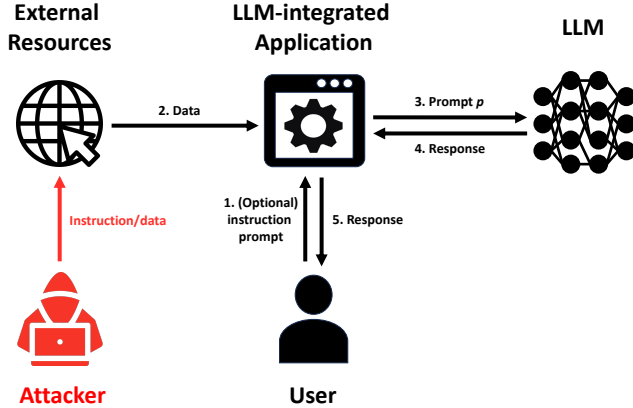 External
Resources
LLM-integrated
Application
LLM
2. Data
3. Prompt p
4. Response
Instruction/data
1. (Optional)
instruction
prompt
5. Response
Attacker
User